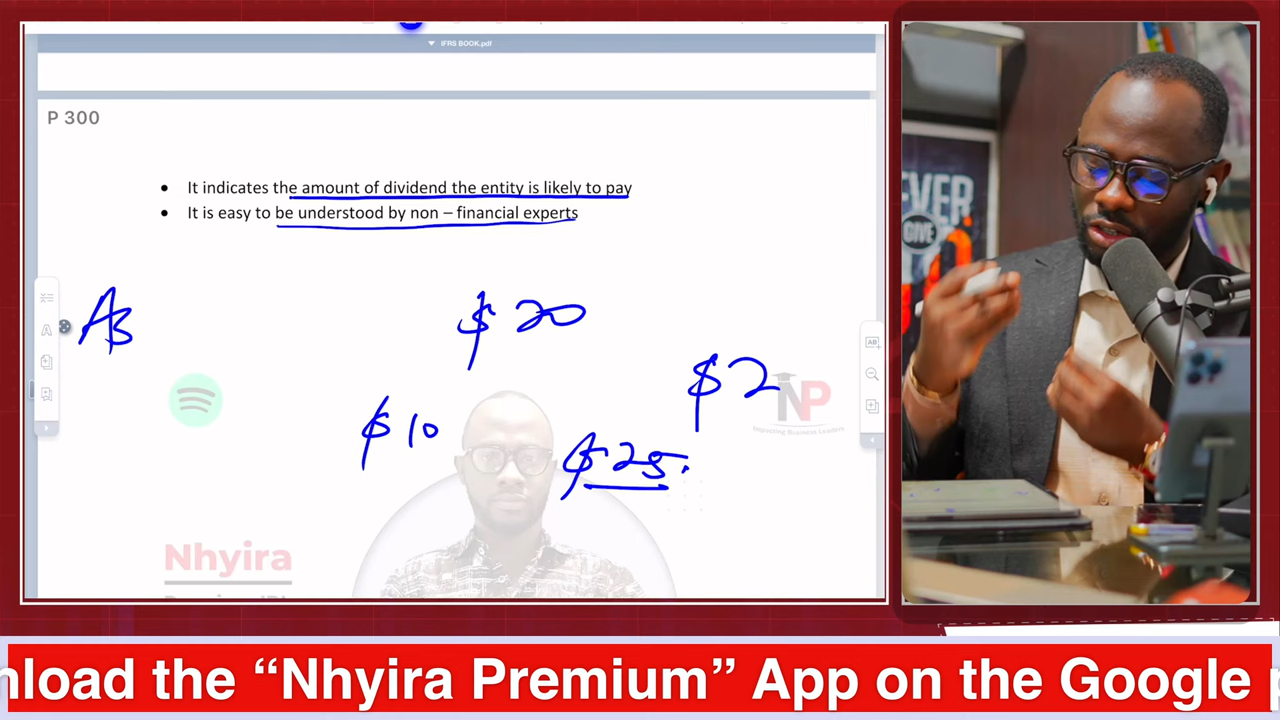 IFRS BOOK.pdf
P 300
• It indicates the amount of dividend the entity is likely to pay
• It is easy to be understood by non – financial experts
AB
$ 20
$ 2
$ 10
$ 25.
NP
Impacting Business Leaders
Nhyira
EVER
GIVE
nload the “Nhyira Premium” App on the Google p